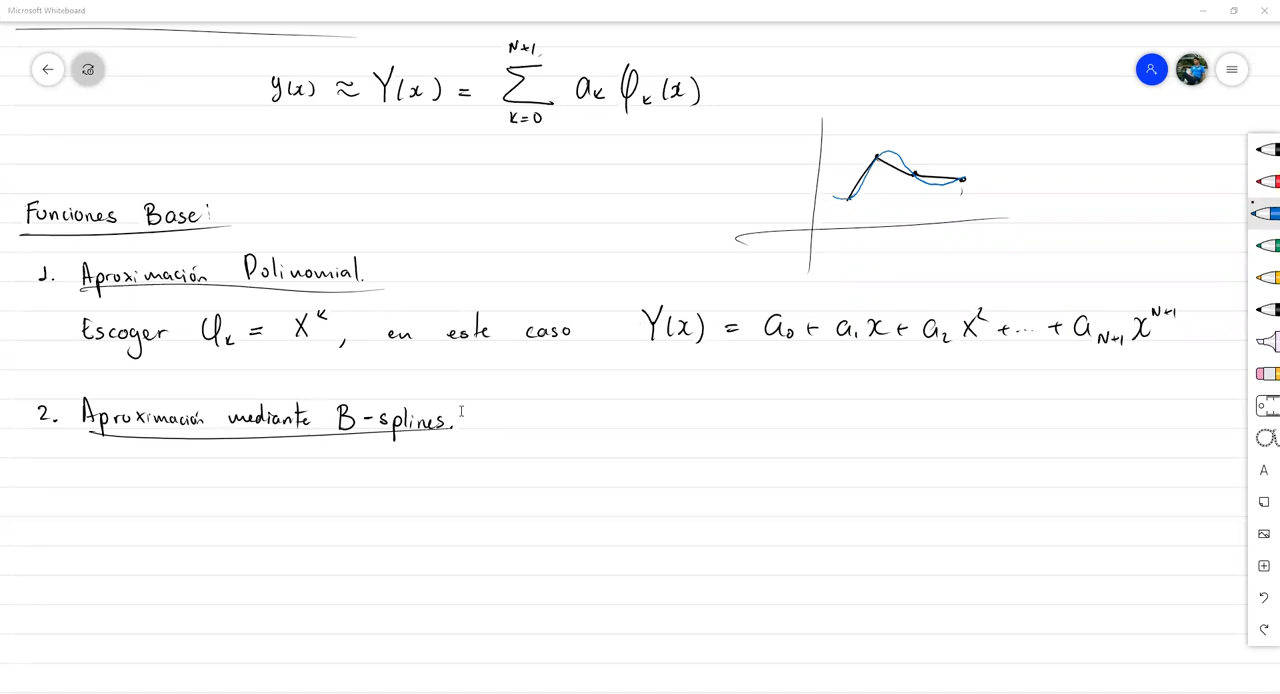 Microsoft Whiteboard
y(x) ≈ Y(x) = ∑_{k=0}^{N+1} a_k φ_k(x)
Funciones Base:
1. Aproximación Polinomial.
Escoger φ_k = x^k, en este caso Y(x) = a_0 + a_1 x + a_2 x^2 + ... + a_{N+1} x^{N+1}
2. Aproximación mediante B-splines.
A